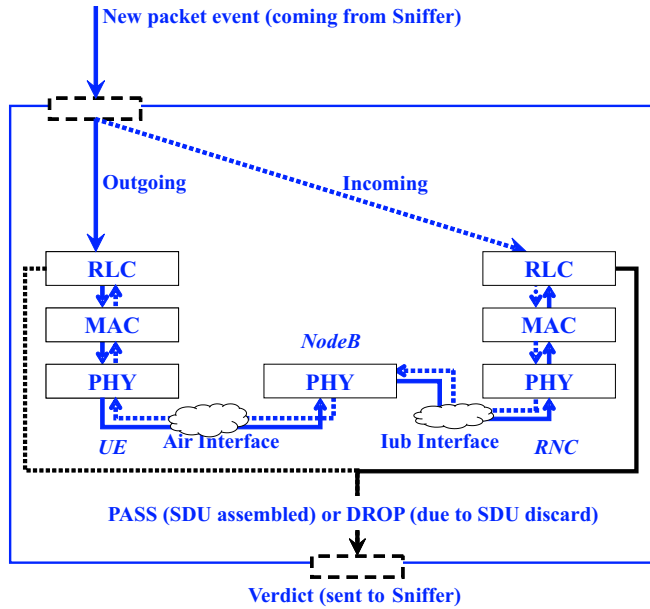 New packet event (coming from Sniffer)
Outgoing
Incoming
RLC
RLC
MAC
MAC
NodeB
PHY
PHY
PHY
UE
Air Interface
Iub Interface
RNC
PASS (SDU assembled) or DROP (due to SDU discard)
Verdict (sent to Sniffer)